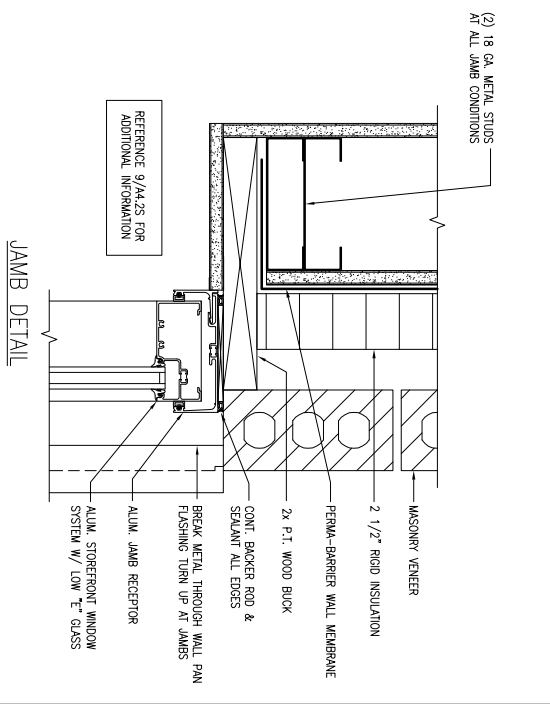 (2) 18 GA. METAL STUDS
AT ALL JAMB CONDITIONS
REFERENCE 9/A4.2S FOR
ADDITIONAL INFORMATION
MASONRY VENEER
2 1/2" RIGID INSULATION
PERMA-BARRIER WALL MEMBRANE
2x P.T. WOOD BUCK
CONT. BACKER ROD &
SEALANT ALL EDGES
BREAK METAL THROUGH WALL PAN
FLASHING TURN UP AT JAMBS
ALUM. JAMB RECEPTOR
ALUM. STOREFRONT WINDOW
SYSTEM W/ LOW "E" GLASS
JAMB DETAIL